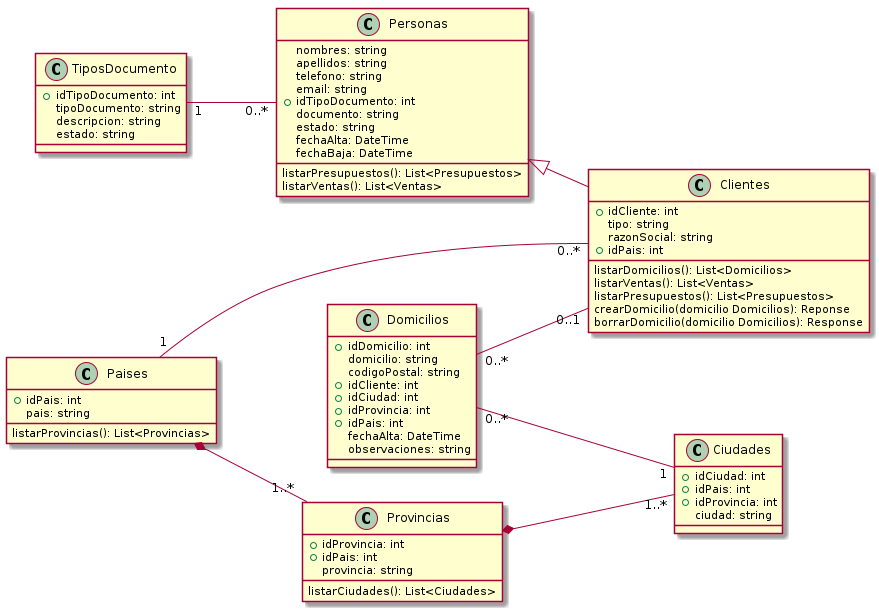 C Personas
nombres: string
apellidos: string
telefono: string
email: string
idTipoDocumento: int
documento: string
estado: string
fechaAlta: DateTime
fechaBaja: DateTime
listarPresupuestos(): List<Presupuestos>
listarVentas(): List<Ventas>
C TiposDocumento
idTipoDocumento: int
tipoDocumento: string
descripcion: string
estado: string
1
0..*
C Clientes
idCliente: int
tipo: string
razonSocial: string
idPais: int
listarDomicilios(): List<Domicilios>
listarVentas(): List<Ventas>
listarPresupuestos(): List<Presupuestos>
crearDomicilio(domicilio Domicilios): Reponse
borrarDomicilio(domicilio Domicilios): Response
0..*
1
0..1
C Domicilios
idDomicilio: int
domicilio: string
codigoPostal: string
idCliente: int
idCiudad: int
idProvincia: int
idPais: int
fechaAlta: DateTime
observaciones: string
0..*
0..*
C Paises
idPais: int
pais: string
listarProvincias(): List<Provincias>
1..*
C Ciudades
idCiudad: int
idPais: int
idProvincia: int
ciudad: string
1
1..*
C Provincias
idProvincia: int
idPais: int
provincia: string
listarCiudades(): List<Ciudades>